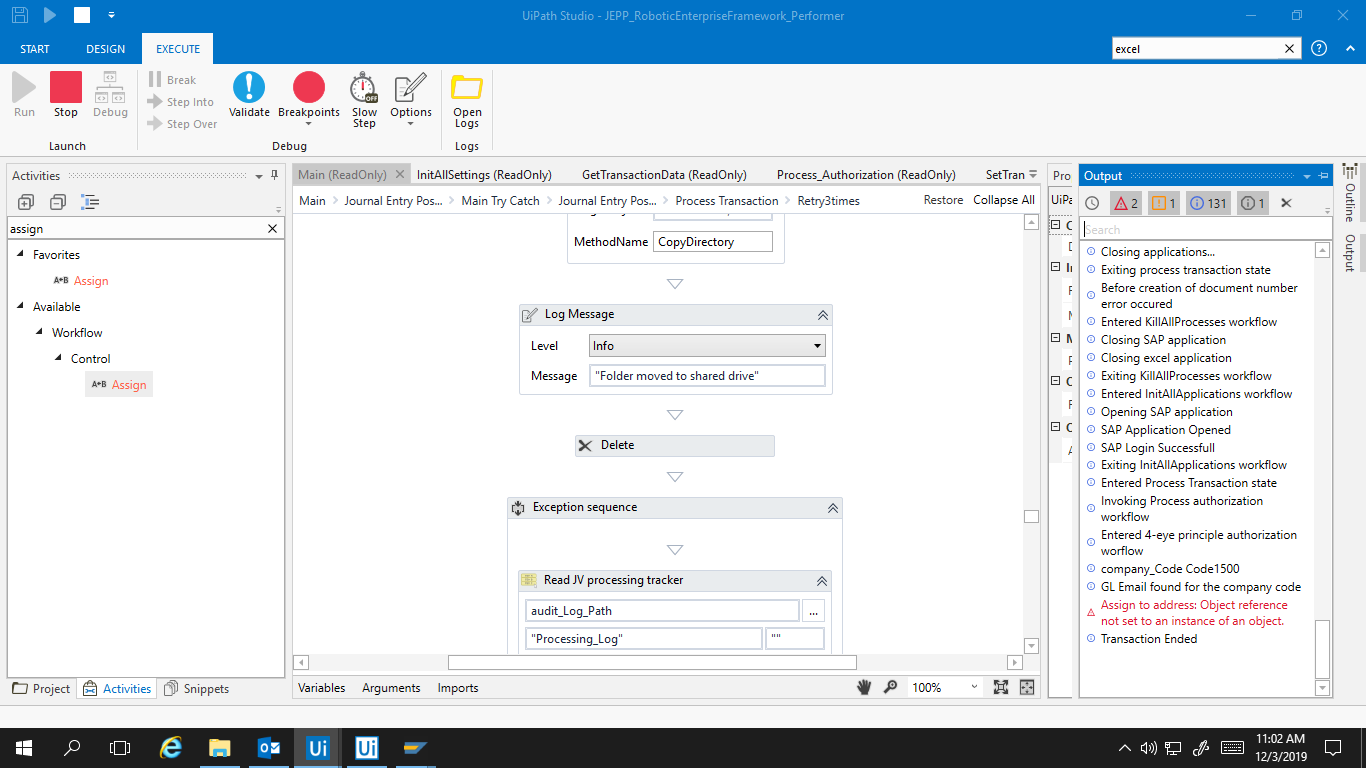 UiPath Studio - JEPP_RoboticEnterpriseFramework_Performer
START DESIGN EXECUTE
excel
Run Stop Debug
Break
Step Into
Step Over
Validate Breakpoints Slow Step Options
Open Logs
Launch Debug Logs
Activities
assign
Favorites
A+B Assign
Available
Workflow
Control
A+B Assign
Project Activities Snippets
Main (ReadOnly) InitAllSettings (ReadOnly) GetTransactionData (ReadOnly) Process_Authorization (ReadOnly) SetTran
Main Journal Entry Pos... Main Try Catch Journal Entry Pos... Process Transaction Retry3times Restore Collapse All
MethodName CopyDirectory
Log Message
Level Info
Message "Folder moved to shared drive"
Delete
Exception sequence
Read JV processing tracker
audit_Log_Path ...
"Processing_Log" ""
Variables Arguments Imports 100%
Pro
UiPa
Output
2 1 131 1
Search
Closing applications...
Exiting process transaction state
Before creation of document number
error occured
Entered KillAllProcesses workflow
Closing SAP application
Closing excel application
Exiting KillAllProcesses workflow
Entered InitAllApplications workflow
Opening SAP application
SAP Application Opened
SAP Login Successfull
Exiting InitAllApplications workflow
Entered Process Transaction state
Invoking Process authorization
workflow
Entered 4-eye principle authorization
worflow
company_Code Code1500
GL Email found for the company code
Assign to address: Object reference
not set to an instance of an object.
Transaction Ended
Outline
Output
11:02 AM
12/3/2019